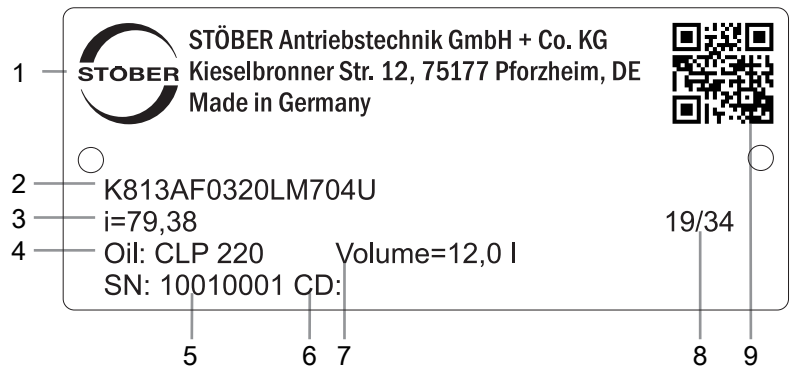 STÖBER Antriebstechnik GmbH + Co. KG
1 STÖBER Kieselbronner Str. 12, 75177 Pforzheim, DE
Made in Germany
2 K813AF0320LM704U
3 i=79,38 19/34
4 Oil: CLP 220 Volume=12,0 l
SN: 10010001 CD:
5 6 7 8 9